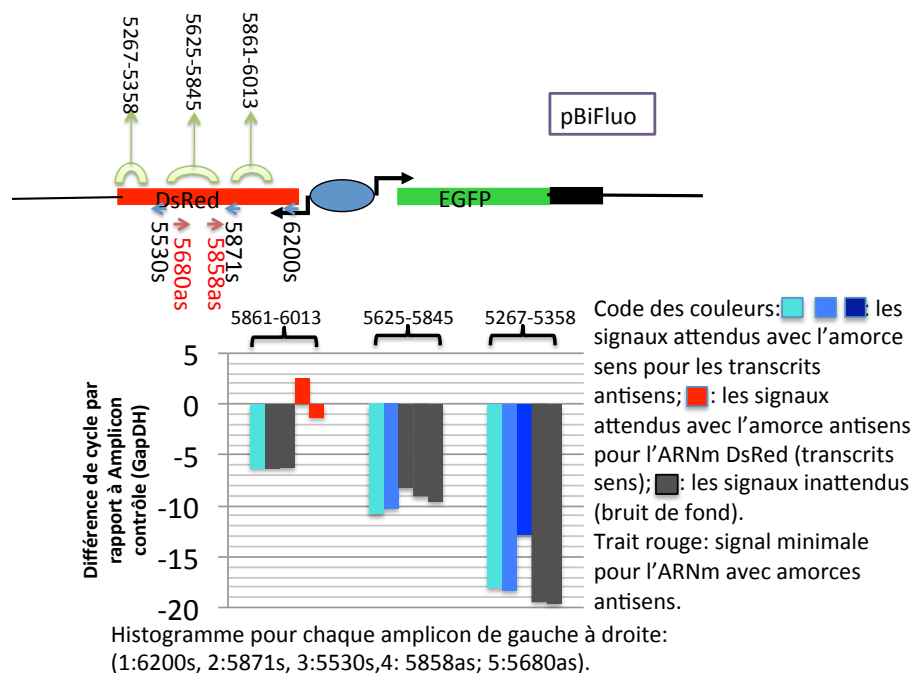 5267-5358
5625-5845
5861-6013
pBiFluo
DsRed
EGFP
5530s
5680as
5858as
5871s
6200s
5861-6013
5625-5845
5267-5358
5
0
-5
-10
-15
-20
Différence de cycle par
rapport à Amplicon
contrôle (GapDH)
Code des couleurs: : les
signaux attendus avec l’amorce
sens pour les transcrits
antisens; : les signaux
attendus avec l’amorce antisens
pour l’ARNm DsRed (transcrits
sens); : les signaux inattendus
(bruit de fond).
Trait rouge: signal minimale
pour l’ARNm avec amorces
antisens.
Histogramme pour chaque amplicon de gauche à droite:
(1:6200s, 2:5871s, 3:5530s,4: 5858as; 5:5680as).